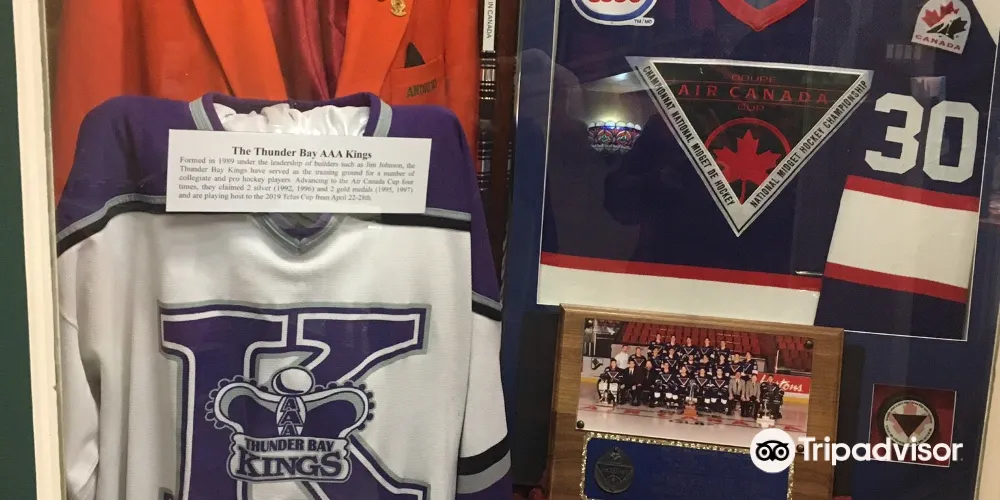 ESSO
IN CANADA
CANADA
COUPE
AIR CANADA
CUP
CHAMPIONNAT NATIONAL MIDGET DE HOCKEY
NATIONAL MIDGET HOCKEY CHAMPIONSHIP
30
The Thunder Bay AAA Kings
Formed in 1989 under the leadership of builders such as Jim Johnson, the
Thunder Bay Kings have served as the training ground for a number of
collegiate and pro hockey players. Advancing to the Air Canada Cup four
times, they claimed 2 silver (1992, 1996) and 2 gold medals (1995, 1997)
and are playing host to the 2019 Telus Cup from April 22-28th.
K
AAA
THUNDER BAY
KINGS
Tripadvisor